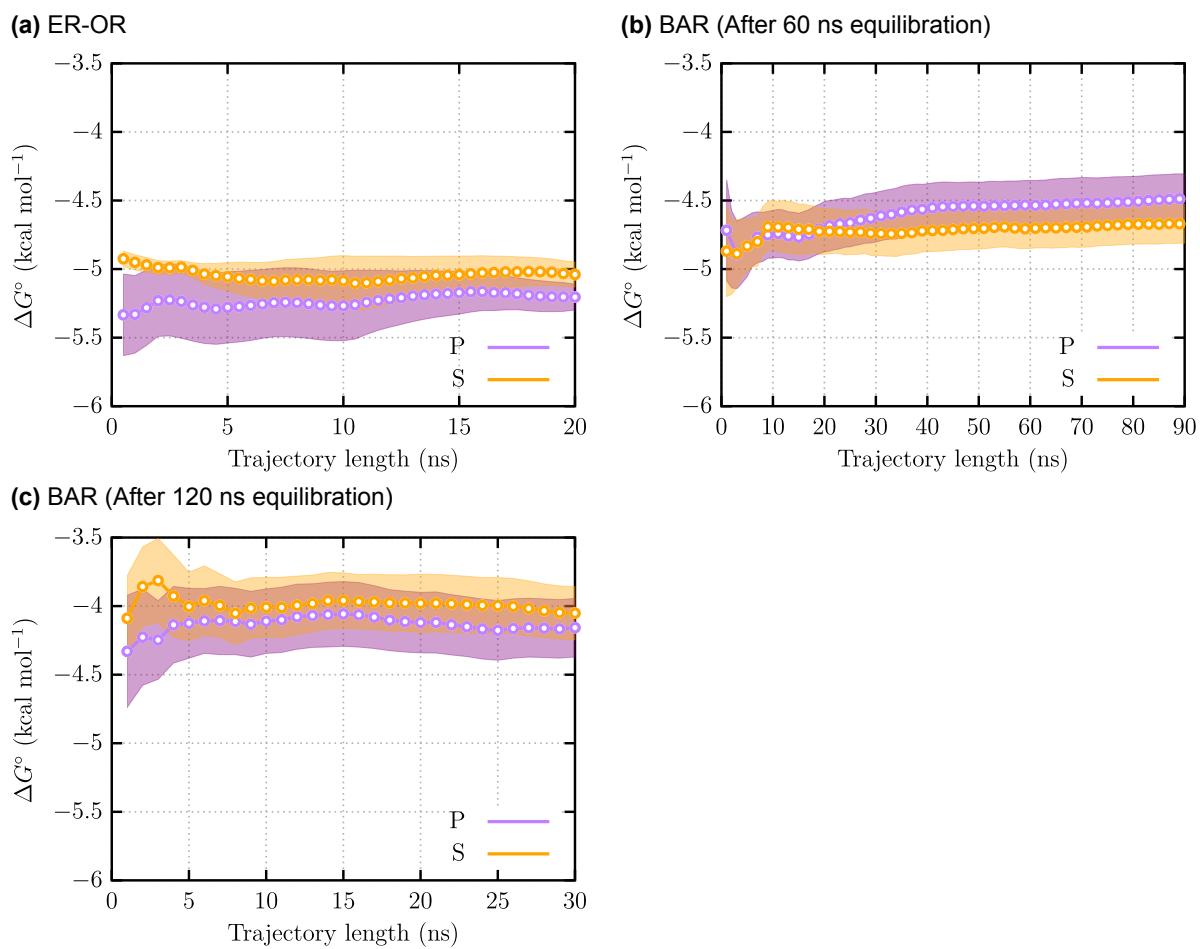 (a) ER-OR
−3.5
−4
−4.5
−5
−5.5
−6
ΔG° (kcal mol⁻¹)
P
S
0 5 10 15 20
Trajectory length (ns)
(b) BAR (After 60 ns equilibration)
−3.5
−4
−4.5
−5
−5.5
−6
ΔG° (kcal mol⁻¹)
P
S
0 10 20 30 40 50 60 70 80 90
Trajectory length (ns)
(c) BAR (After 120 ns equilibration)
−3.5
−4
−4.5
−5
−5.5
−6
ΔG° (kcal mol⁻¹)
P
S
0 5 10 15 20 25 30
Trajectory length (ns)